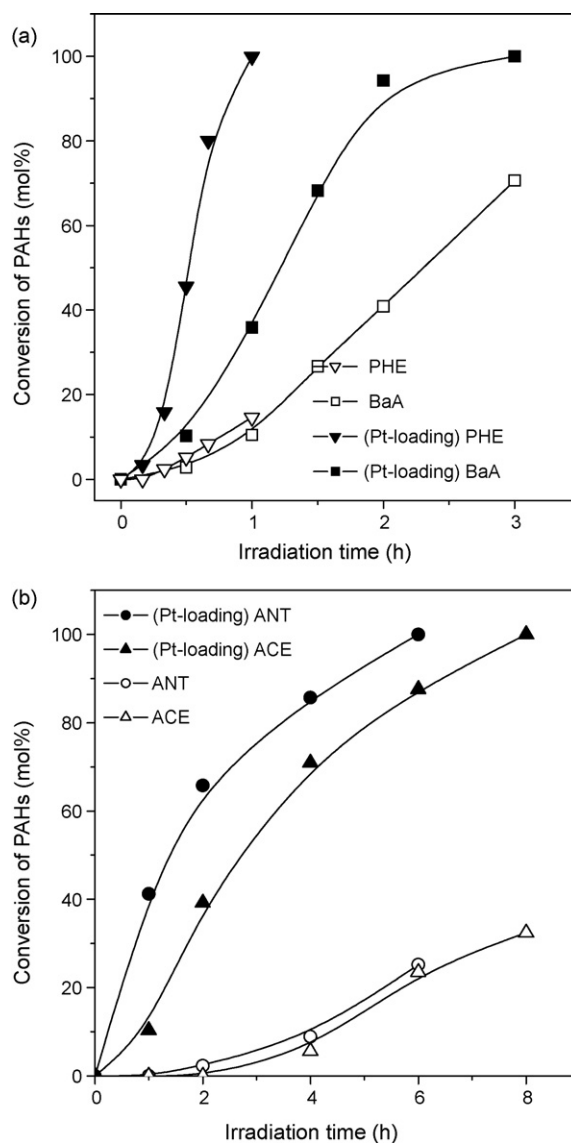 (a)
100
80
60
40
20
0
Conversion of PAHs (mol%)
PHE
BaA
(Pt-loading) PHE
(Pt-loading) BaA
0 1 2 3
Irradiation time (h)
(b)
(Pt-loading) ANT
(Pt-loading) ACE
ANT
ACE
100
80
60
40
20
0
Conversion of PAHs (mol%)
0 2 4 6 8
Irradiation time (h)